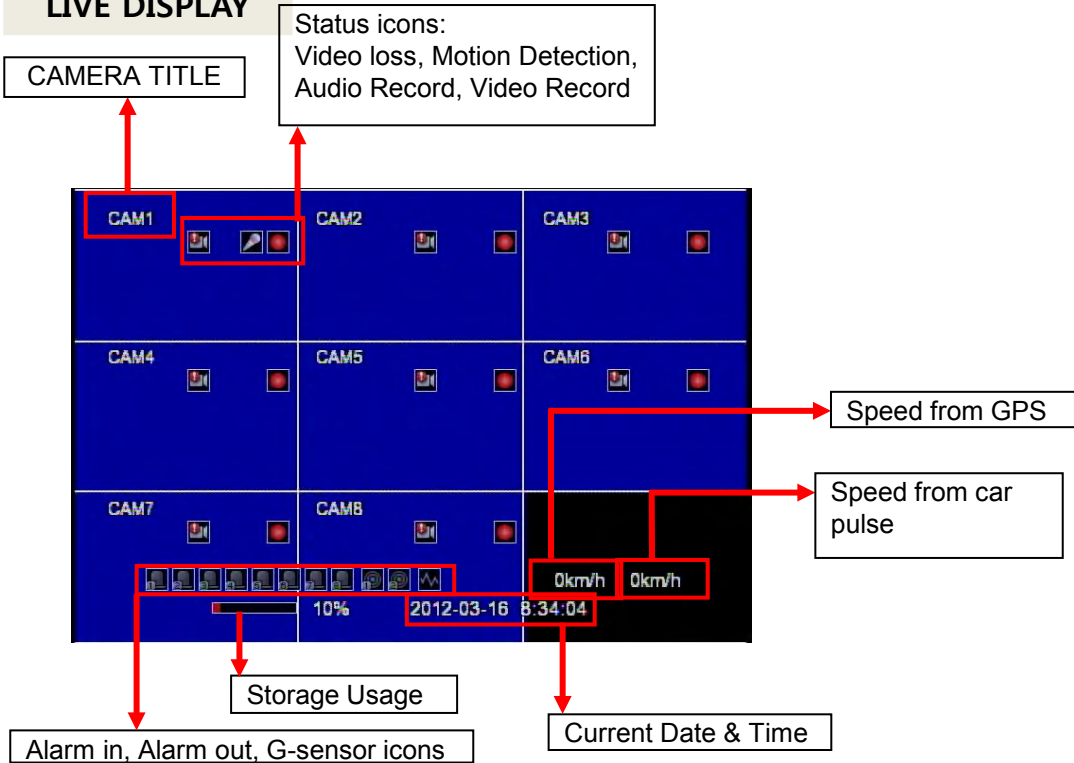 LIVE DISPLAY
Status icons:
Video loss, Motion Detection,
Audio Record, Video Record
CAMERA TITLE
CAM1
CAM2
CAM3
CAM4
CAM5
CAM6
Speed from GPS
Speed from car
pulse
CAM7
CAM8
0km/h 0km/h
10% 2012-03-16 8:34:04
Storage Usage
Current Date & Time
Alarm in, Alarm out, G-sensor icons